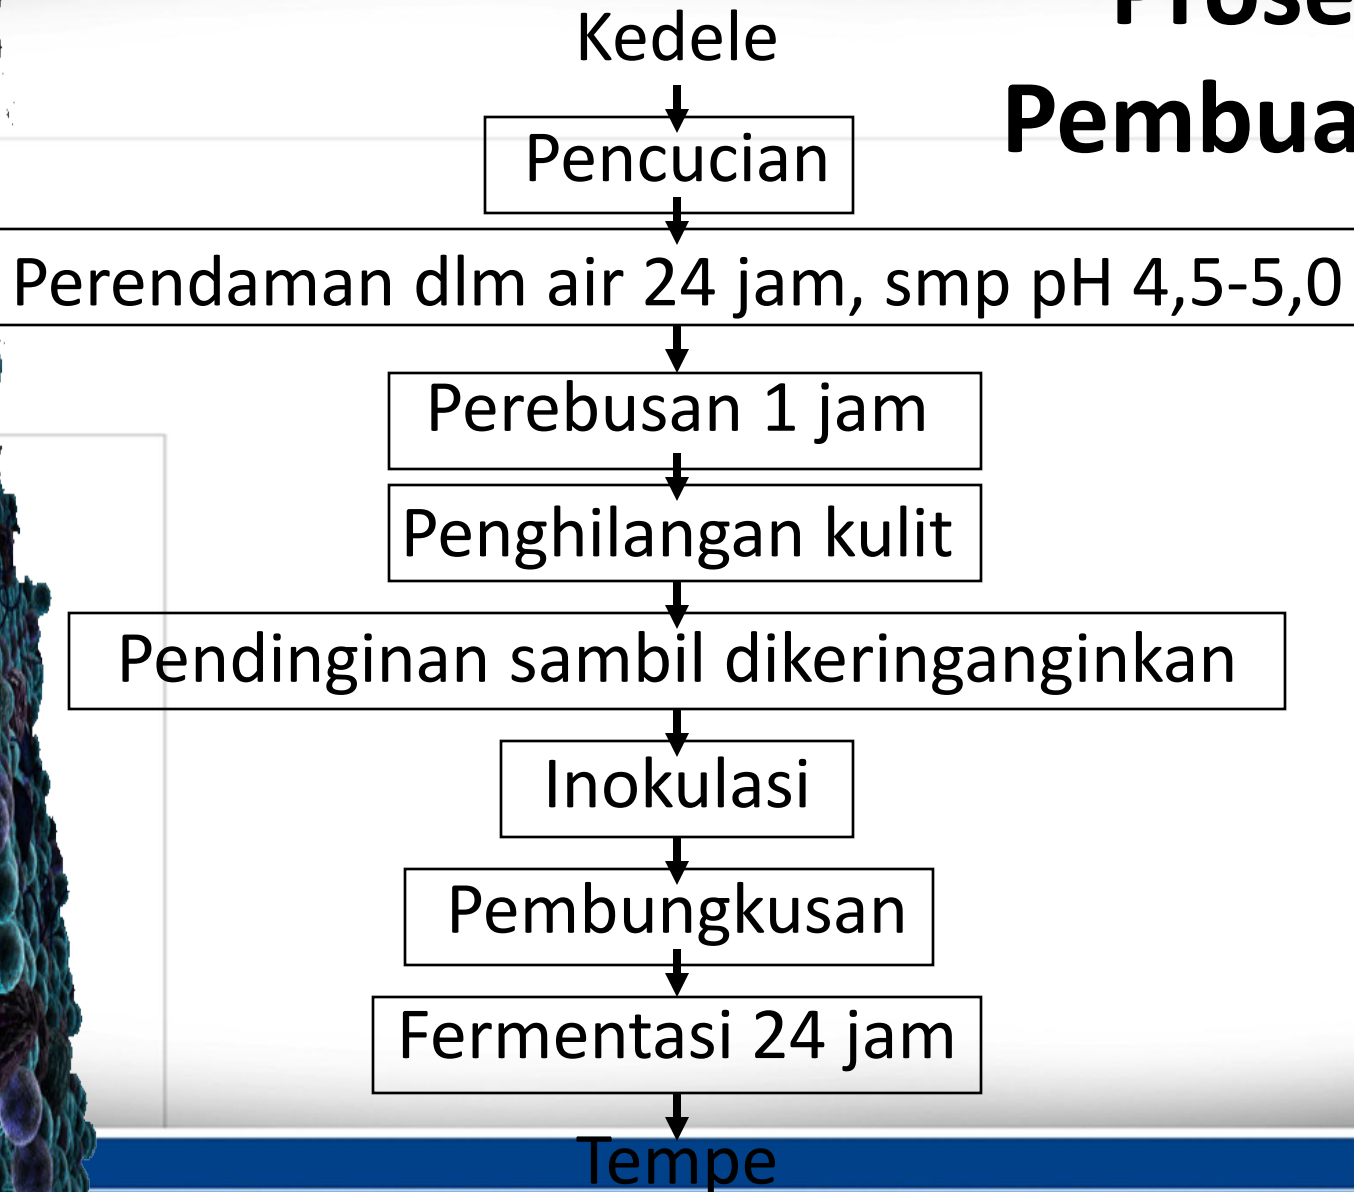 Kedele
Pembua
Pencucian
Perendaman dlm air 24 jam, smp pH 4,5-5,0
Perebusan 1 jam
Penghilangan kulit
Pendinginan sambil dikeringanginkan
Inokulasi
Pembungkusan
Fermentasi 24 jam
Tempe